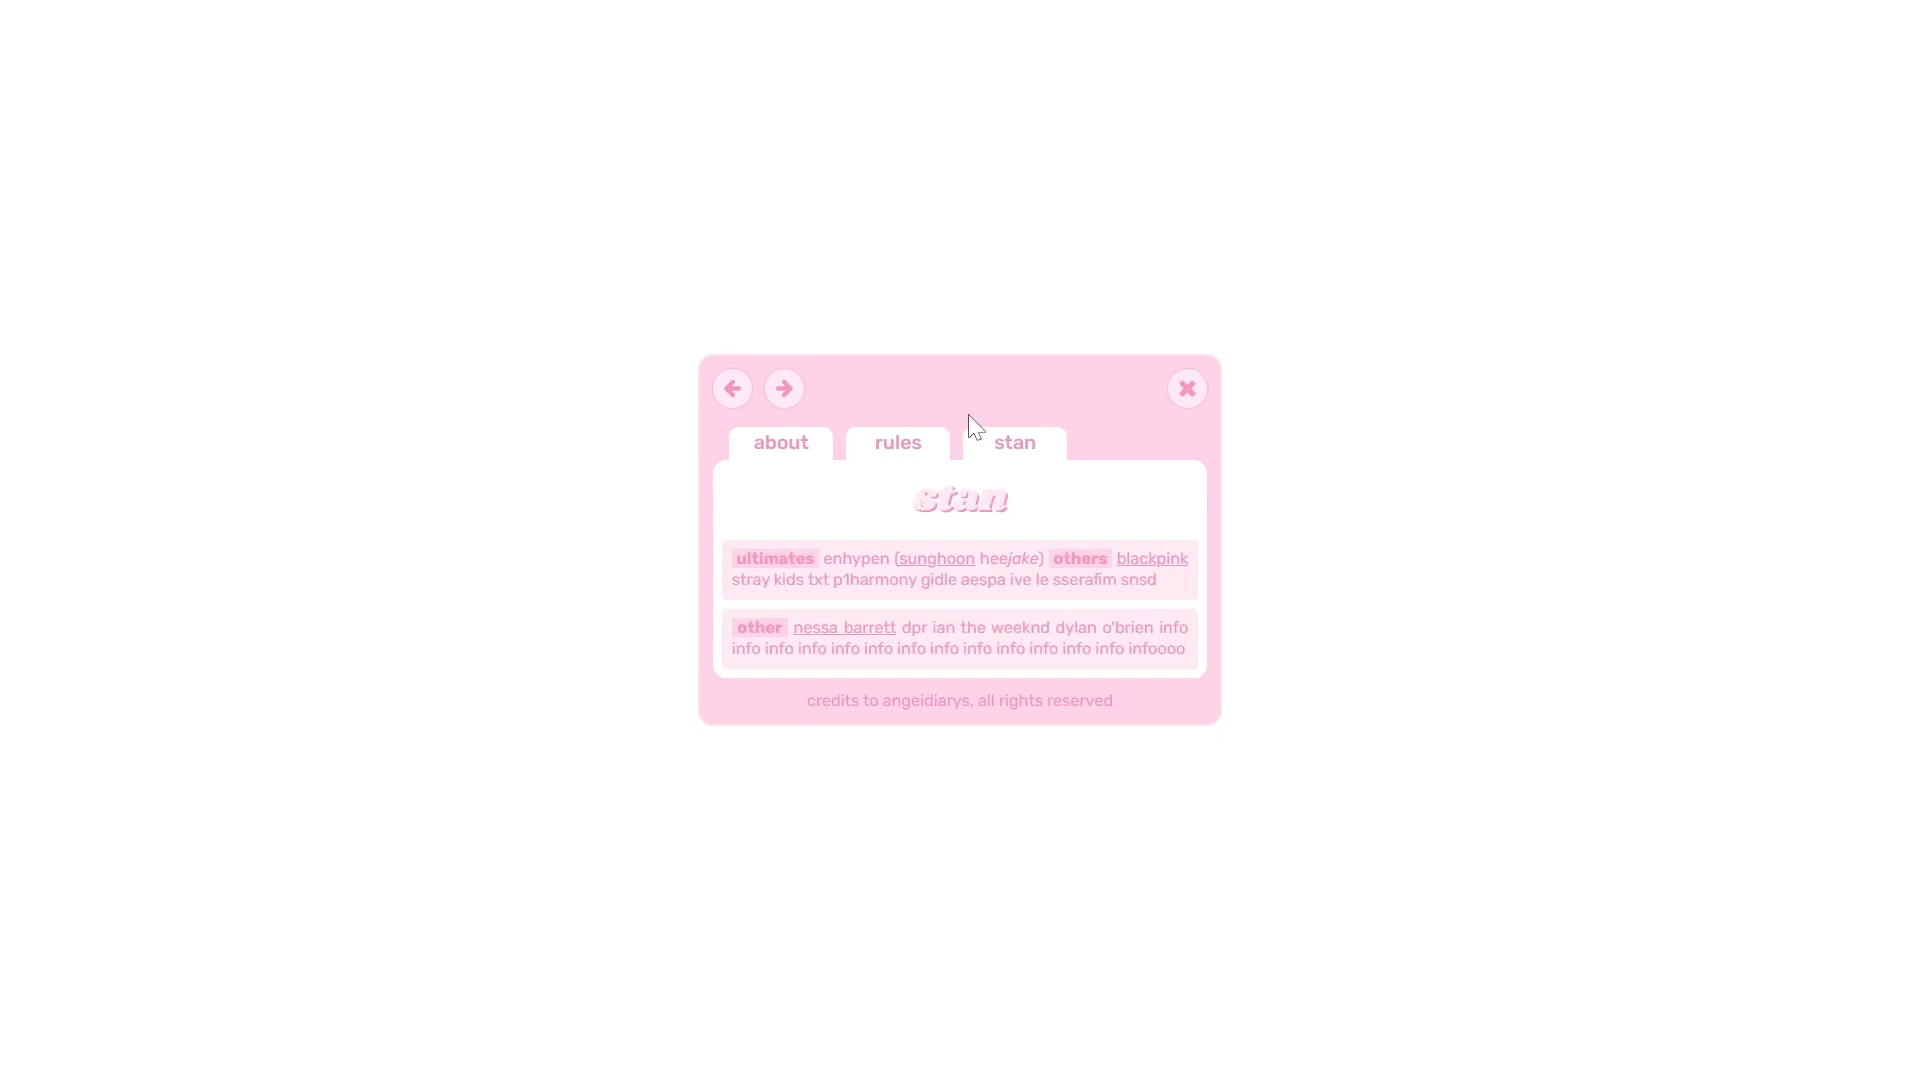 about
rules
stan
stan
ultimates enhypen (sunghoon heejake) others blackpink
stray kids txt p1harmony gidle aespa ive le sserafim snsd
other nessa barrett dpr ian the weeknd dylan o'brien info
info info info info info info info info info info info info infoooo
credits to angeidiarys, all rights reserved